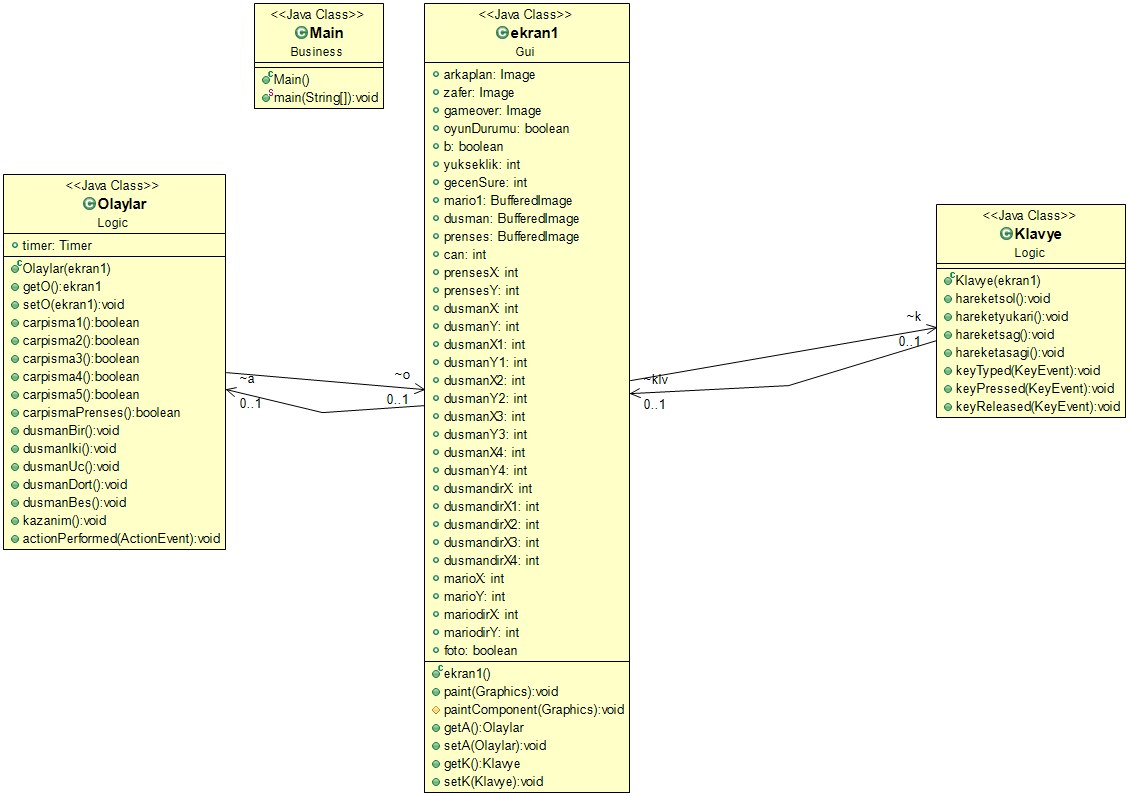 <<Java Class>>
Main
Business
Main()
main(String[]):void
<<Java Class>>
ekran1
Gui
arkaplan: Image
zafer: Image
gameover: Image
oyunDurumu: boolean
b: boolean
yukseklik: int
gecenSure: int
mario1: BufferedImage
dusman: BufferedImage
prenses: BufferedImage
can: int
prensesX: int
prensesY: int
dusmanX: int
dusmanY: int
dusmanX1: int
dusmanY1: int
dusmanX2: int
dusmanY2: int
dusmanX3: int
dusmanY3: int
dusmanX4: int
dusmanY4: int
dusmandirX: int
dusmandirX1: int
dusmandirX2: int
dusmandirX3: int
dusmandirX4: int
marioX: int
marioY: int
mariodirX: int
mariodirY: int
foto: boolean
ekran1()
paint(Graphics):void
paintComponent(Graphics):void
getA():Olaylar
setA(Olaylar):void
getK():Klavye
setK(Klavye):void
<<Java Class>>
Olaylar
Logic
timer: Timer
Olaylar(ekran1)
getO():ekran1
setO(ekran1):void
carpisma1():boolean
carpisma2():boolean
carpisma3():boolean
carpisma4():boolean
carpisma5():boolean
carpismaPrenses():boolean
dusmanBir():void
dusmanIki():void
dusmanUc():void
dusmanDort():void
dusmanBes():void
kazanim():void
actionPerformed(ActionEvent):void
~a
0..1
~o
0..1
<<Java Class>>
Klavye
Logic
Klavye(ekran1)
hareketsol():void
hareketyukari():void
hareketsag():void
hareketasagi():void
keyTyped(KeyEvent):void
keyPressed(KeyEvent):void
keyReleased(KeyEvent):void
~k
0..1
~klv
0..1